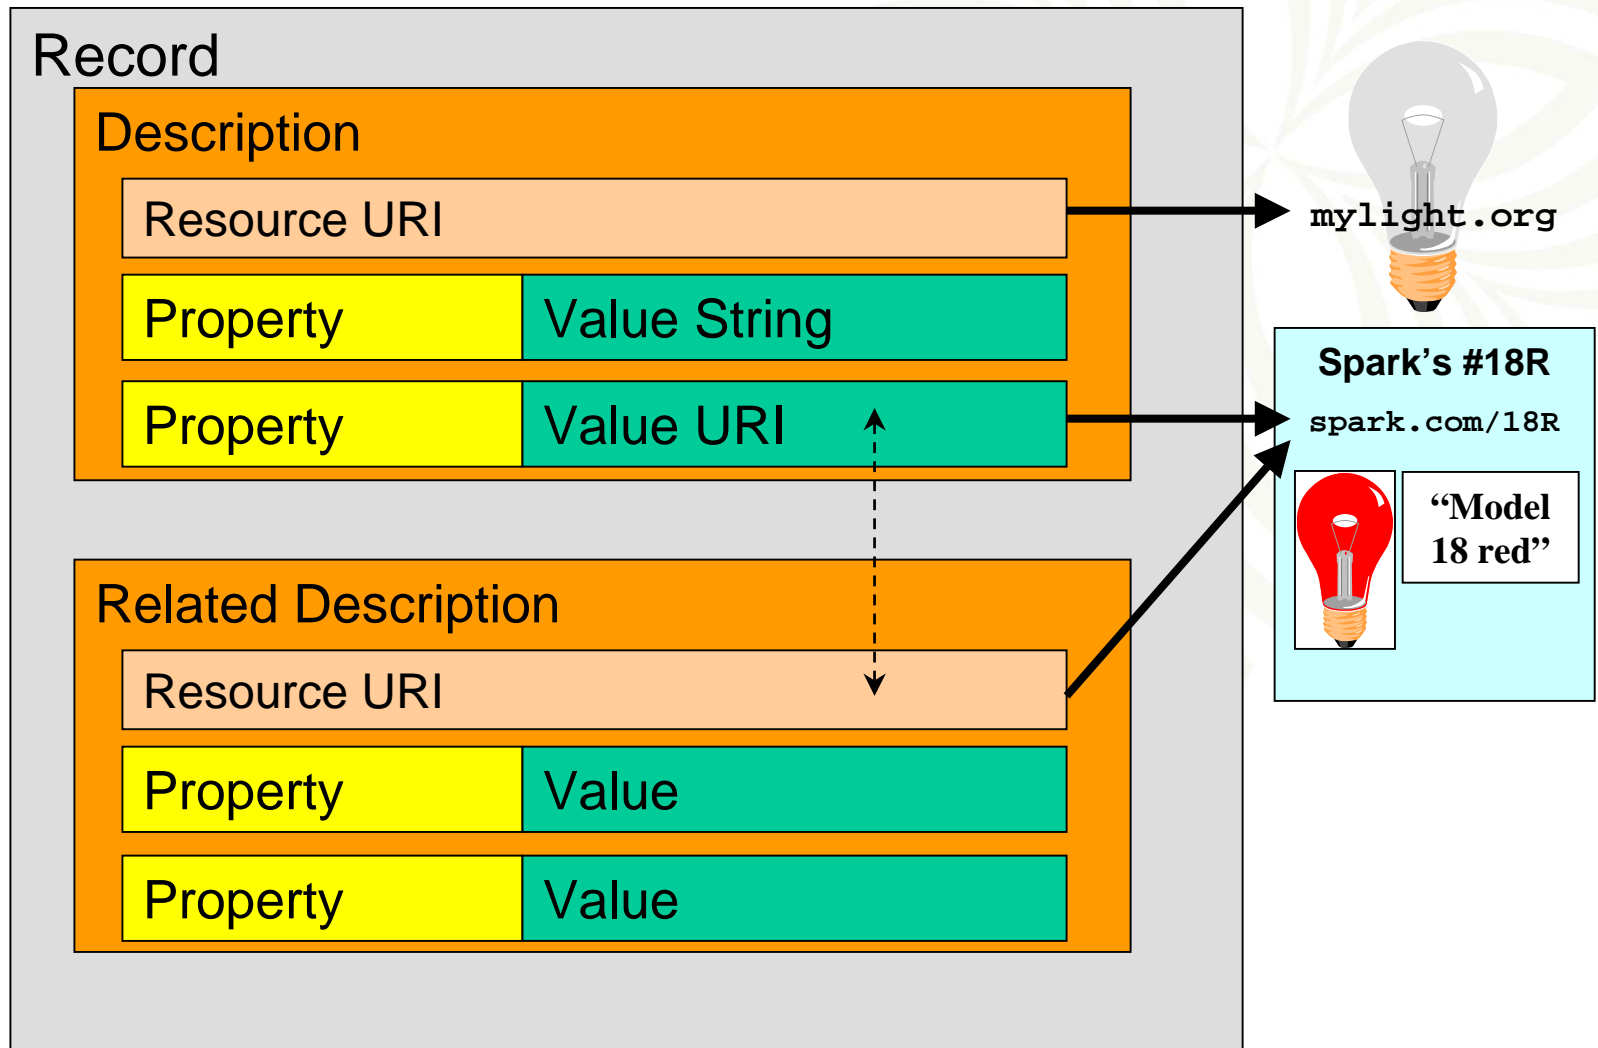 Record
Description
Resource URI
Property Value String
Property Value URI
Related Description
Resource URI
Property Value
Property Value
mylight.org
Spark’s #18R
spark.com/18R
“Model
18 red”